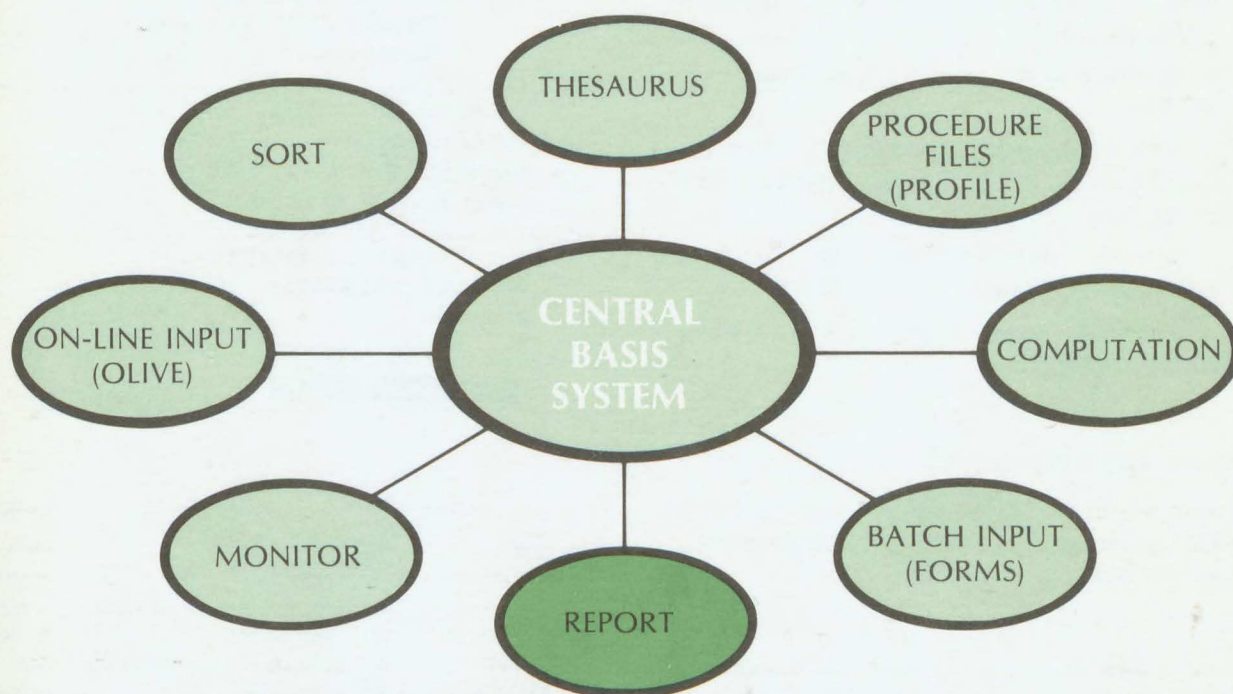 THESAURUS
SORT
PROCEDURE
FILES
(PROFILE)
ON-LINE INPUT
(OLIVE)
CENTRAL
BASIS
SYSTEM
COMPUTATION
MONITOR
BATCH INPUT
(FORMS)
REPORT